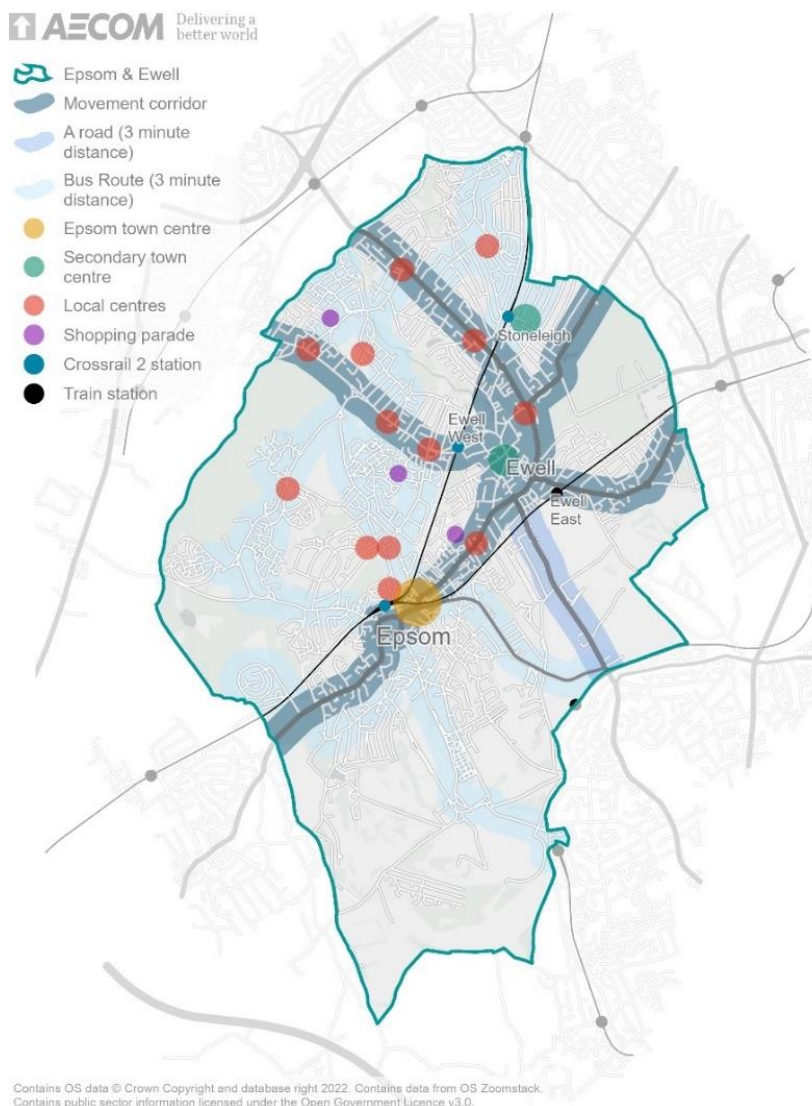 AECOM Delivering a
better world
Epsom & Ewell
Movement corridor
A road (3 minute
distance)
Bus Route (3 minute
distance)
Epsom town centre
Secondary town
centre
Local centres
Shopping parade
Crossrail 2 station
Train station
Stoneleigh
Ewell
West
Ewell
Ewell
East
Epsom
Contains OS data © Crown Copyright and database right 2022. Contains data from OS Zoomstack.
Contains public sector information licensed under the Open Government Licence v3.0.